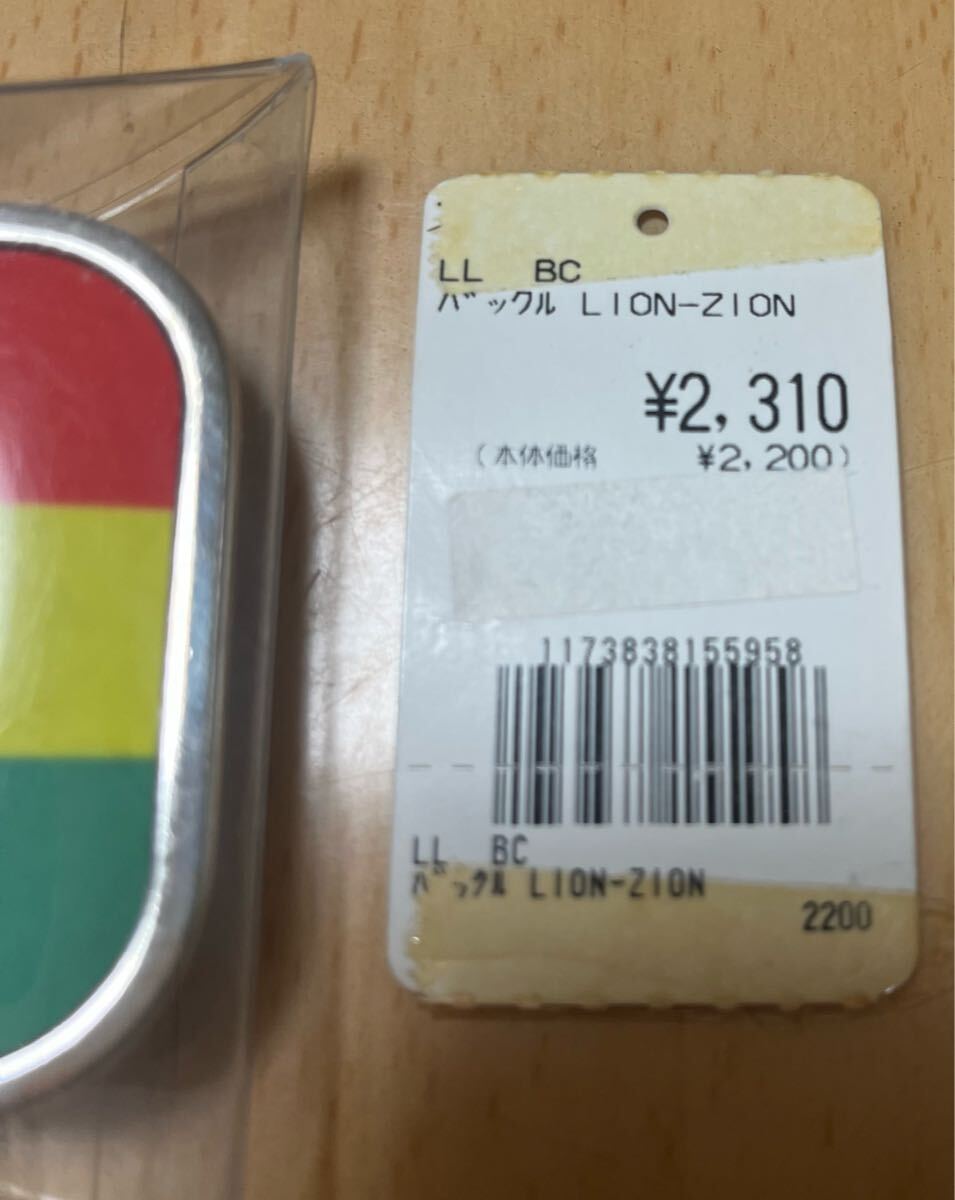 LL BC
ﾊﾞｯｸﾙ LION-ZION
¥2,310
(本体価格 ¥2,200)
1173838155958
LL BC
ﾊﾞｯｸﾙ LION-ZION
2200